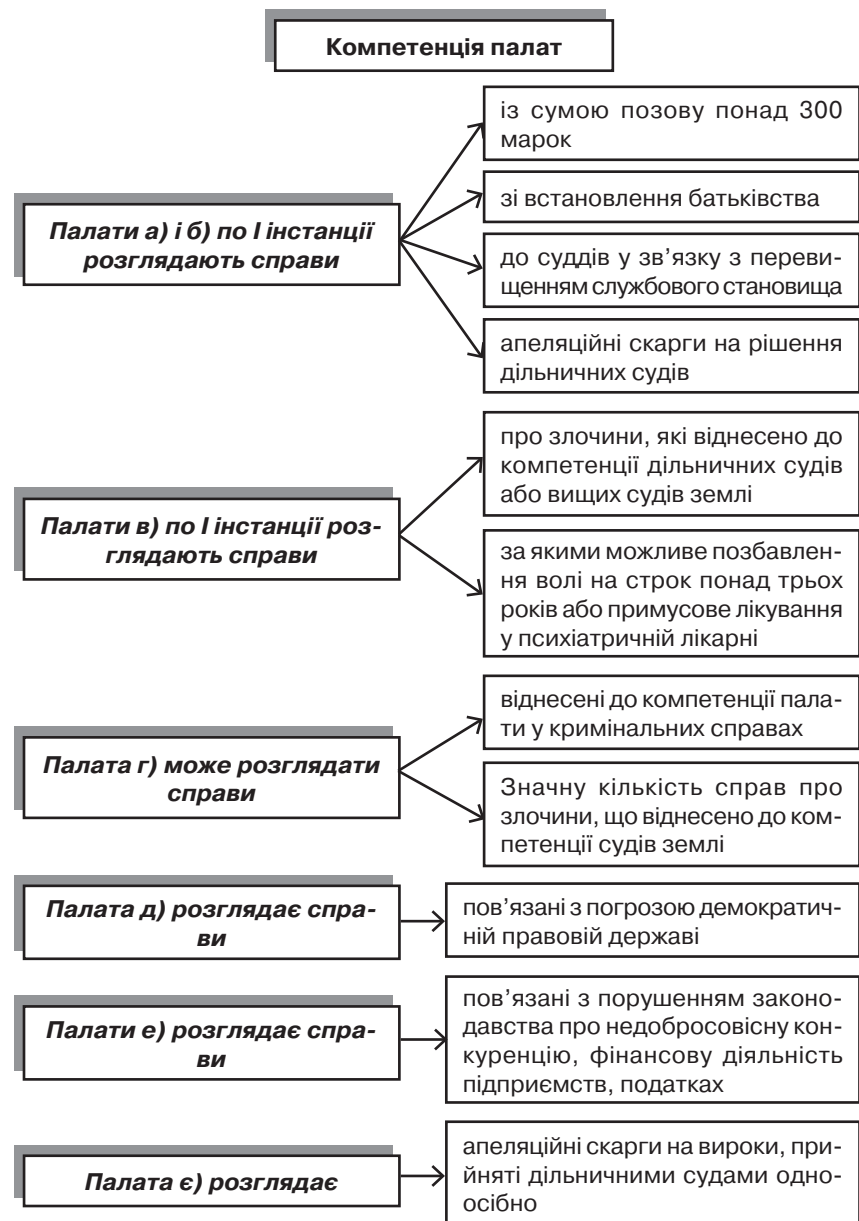 Компетенція палат
Палати а) і б) по I інстанції
розглядають справи
із сумою позову понад 300
марок
зі встановлення батьківства
до суддів у зв’язку з переви-
щенням службового становища
апеляційні скарги на рішення
дільничних судів
Палати в) по I інстанції роз-
глядають справи
про злочини, які віднесено до
компетенції дільничних судів
або вищих судів землі
за якими можливе позбавлен-
ня волі на строк понад трьох
років або примусове лікування
у психіатричній лікарні
Палата г) може розглядати
справи
віднесені до компетенції пала-
ти у кримінальних справах
Значну кількість справ про
злочини, що віднесено до ком-
петенції судів землі
Палата д) розглядає спра-
ви
пов’язані з погрозою демократич-
ній правовій державі
Палати е) розглядає спра-
ви
пов’язані з порушенням законо-
давства про недобросовісну кон-
куренцію, фінансову діяльність
підприємств, податках
Палата є) розглядає
апеляційні скарги на вироки, при-
йняті дільничними судами одно-
осібно